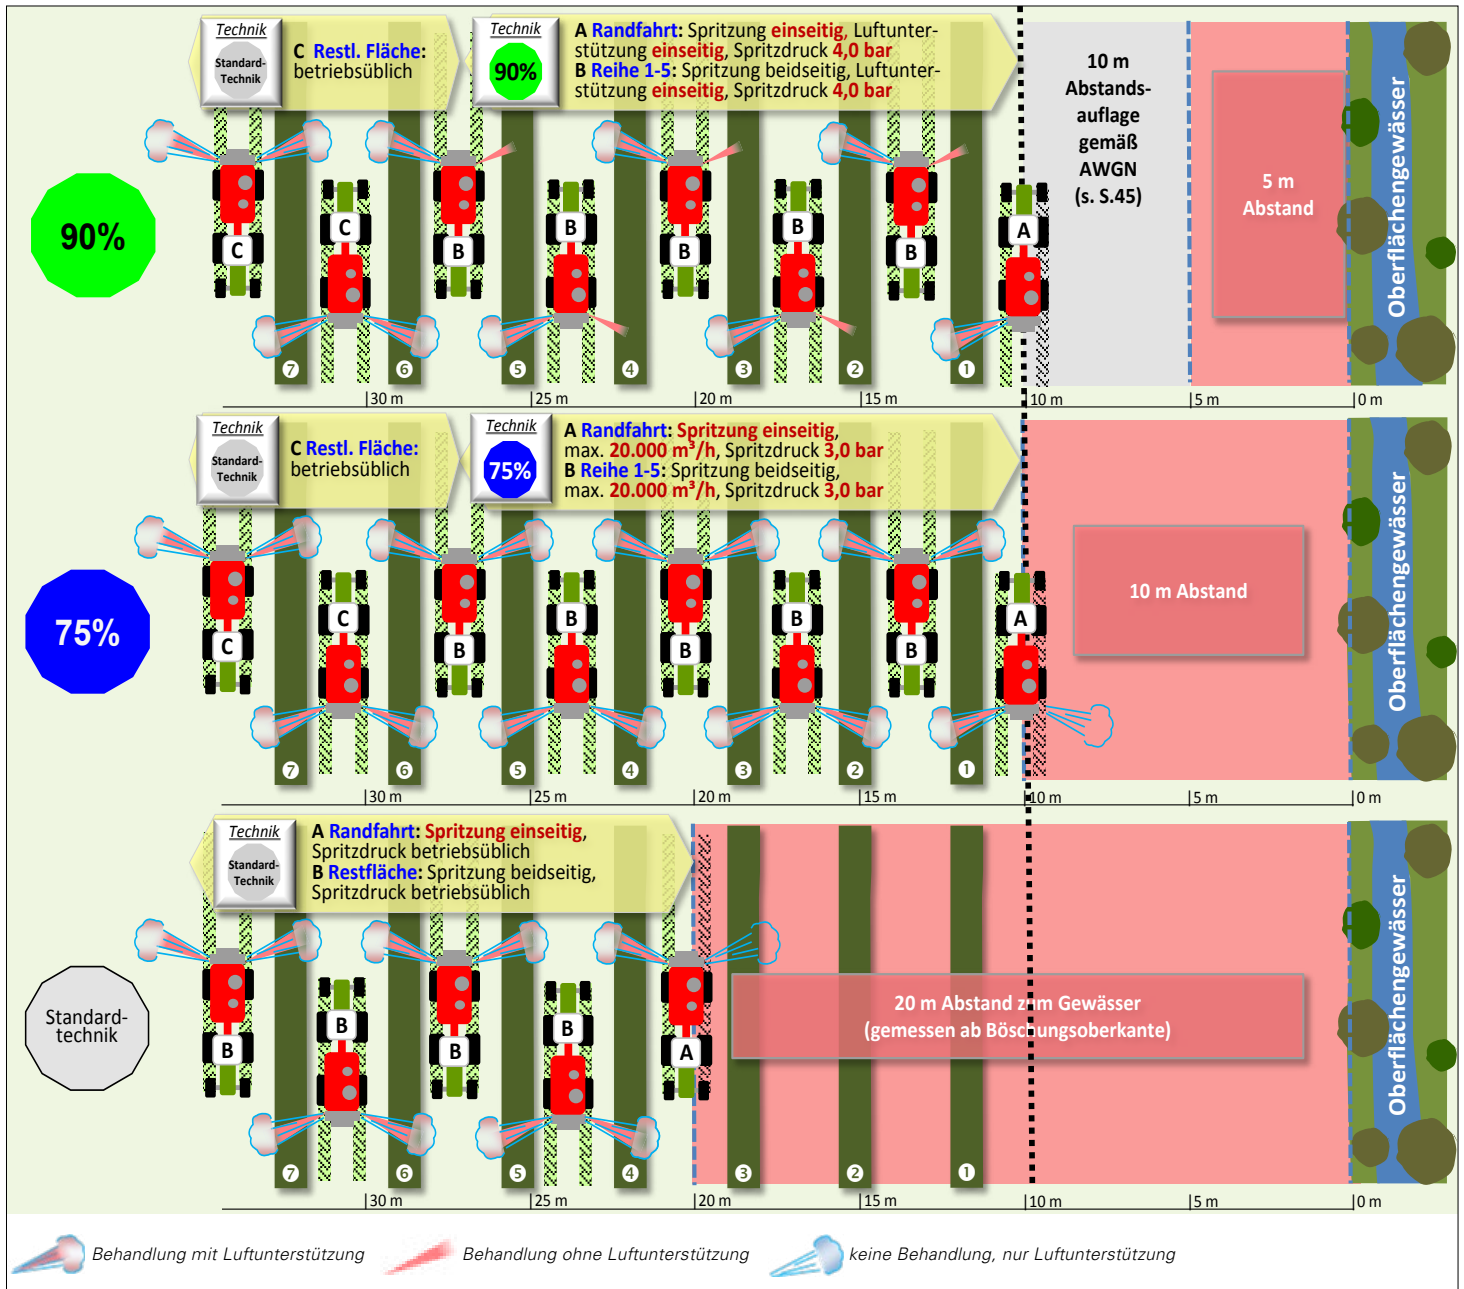 Technik
Standard-
Technik
C Restl. Fläche:
betriebsüblich
Technik
90%
A Randfahrt: Spritzung einseitig, Luftunter-
stützung einseitig, Spritzdruck 4,0 bar
B Reihe 1-5: Spritzung beidseitig, Luftunter-
stützung einseitig, Spritzdruck 4,0 bar
10 m
Abstands-
auflage
gemäß
AWGN
(s. S.45)
5 m
Abstand
Oberflächengewässer
90%
C
C
B
B
B
B
B
A
7
6
5
4
3
2
1
30 m
25 m
20 m
15 m
10 m
5 m
0 m
Technik
Standard-
Technik
C Restl. Fläche:
betriebsüblich
Technik
75%
A Randfahrt: Spritzung einseitig,
max. 20.000 m³/h, Spritzdruck 3,0 bar
B Reihe 1-5: Spritzung beidseitig,
max. 20.000 m³/h, Spritzdruck 3,0 bar
10 m Abstand
Oberflächengewässer
75%
C
C
B
B
B
B
B
A
7
6
5
4
3
2
1
30 m
25 m
20 m
15 m
10 m
5 m
0 m
Technik
Standard-
Technik
A Randfahrt: Spritzung einseitig,
Spritzdruck betriebsüblich
B Restfläche: Spritzung beidseitig,
Spritzdruck betriebsüblich
20 m Abstand zum Gewässer
(gemessen ab Böschungsoberkante)
Oberflächengewässer
Standard-
technik
B
B
B
B
A
7
6
5
4
3
2
1
30 m
25 m
20 m
15 m
10 m
5 m
0 m
Behandlung mit Luftunterstützung
Behandlung ohne Luftunterstützung
keine Behandlung, nur Luftunterstützung